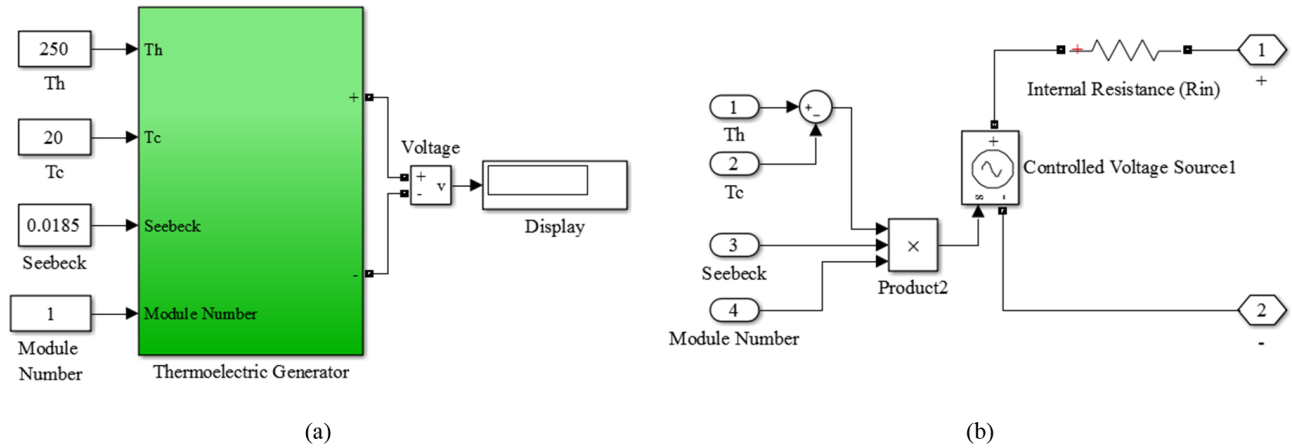 250
Th
Th
20
Tc
Tc
0.0185
Seebeck
Seebeck
1
Module Number
Module
Number
+
-
Thermoelectric Generator
Voltage
+
-
v
Display
(a)
1
Th
2
Tc
3
Seebeck
4
Module Number
+
-
×
Product2
+
s
-
Controlled Voltage Source1
+
Internal Resistance (Rin)
1
+
2
-
(b)